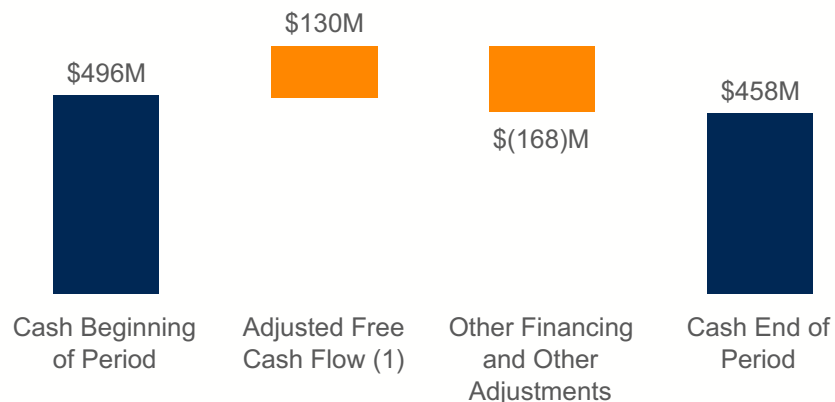 $496M
$130M
$(168)M
$458M
Cash Beginning
of Period
Adjusted Free
Cash Flow (1)
Other Financing
and Other
Adjustments
Cash End of
Period